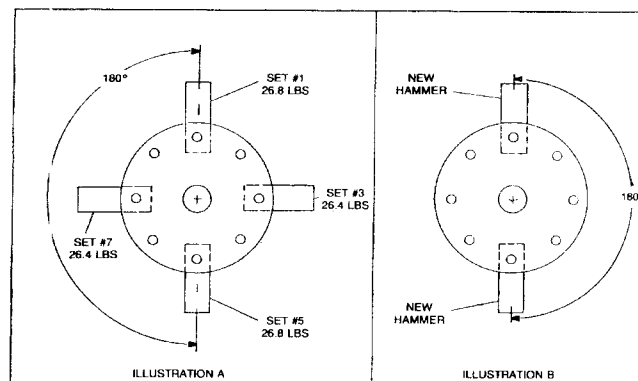 180°
SET #1
26.8 LBS
SET #3
26.4 LBS
SET #7
26.4 LBS
SET #5
26.8 LBS
ILLUSTRATION A
NEW
HAMMER
180°
NEW
HAMMER
ILLUSTRATION B